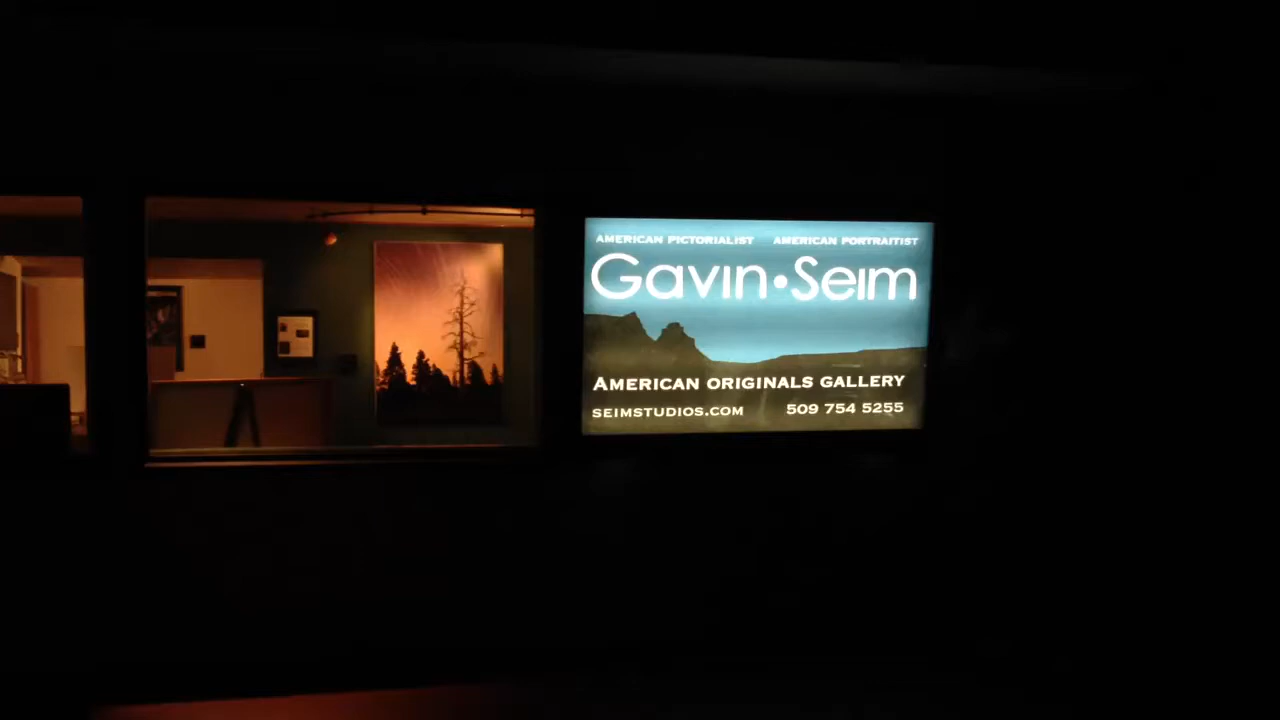 AMERICAN PICTORIALIST AMERICAN PORTRAITIST
Gavin•Seim
AMERICAN ORIGINALS GALLERY
SEIMSTUDIOS.COM 509 754 5255